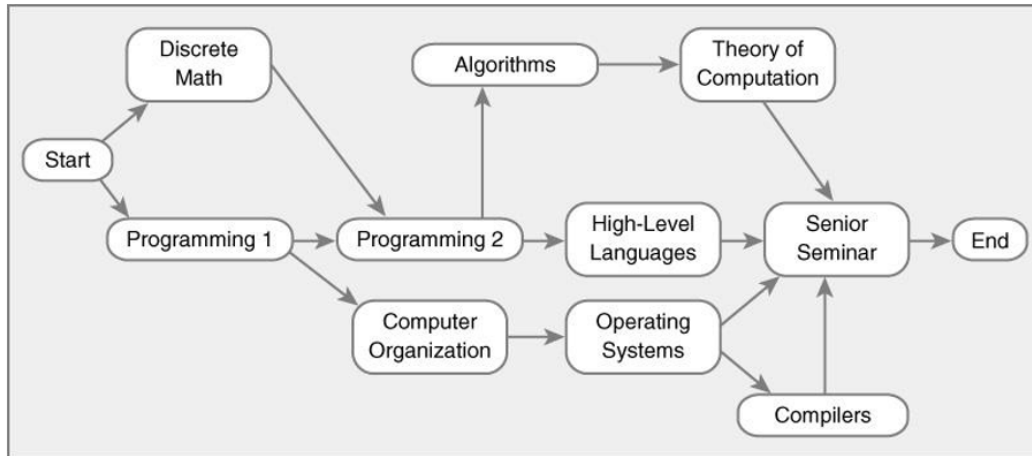 Discrete
Math
Algorithms
Theory of
Computation
Start
Programming 1
Programming 2
High-Level
Languages
Senior
Seminar
End
Computer
Organization
Operating
Systems
Compilers